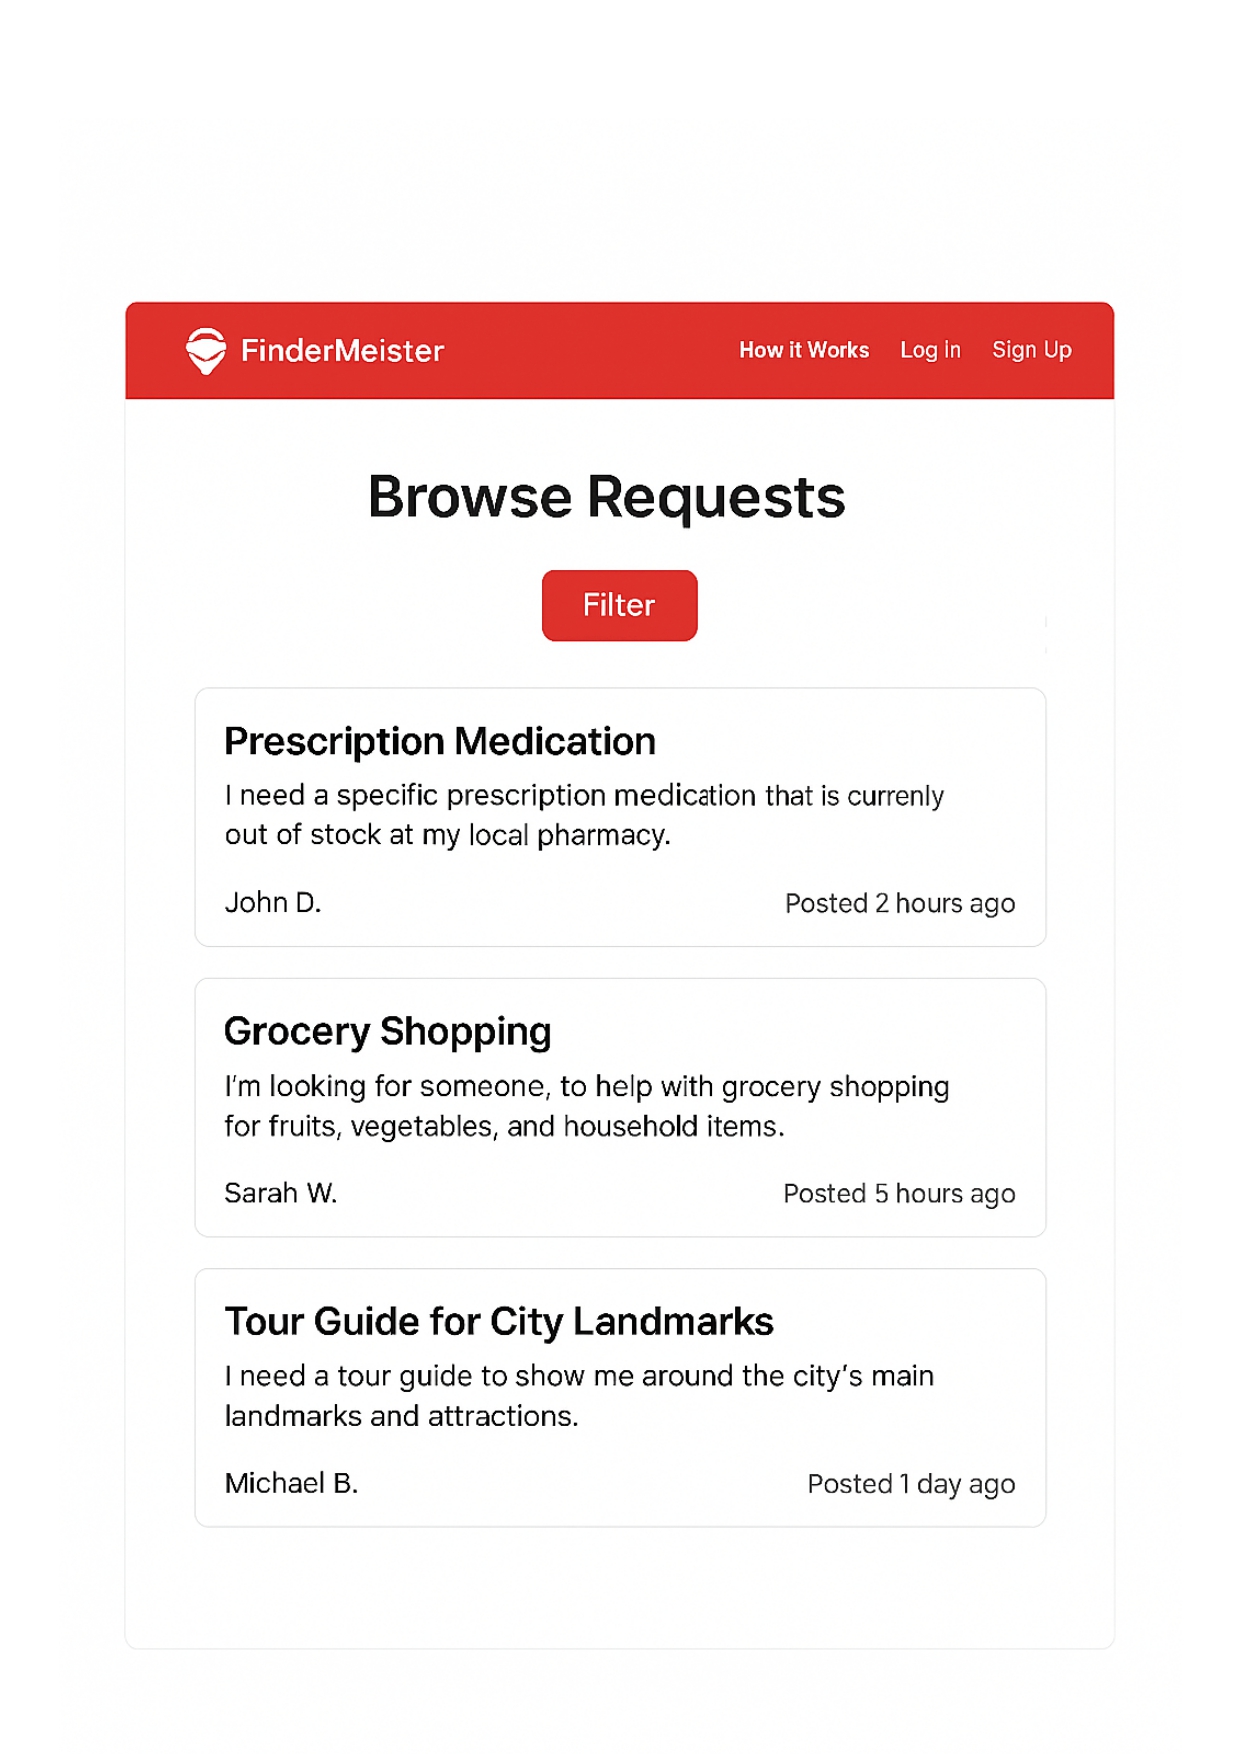 FinderMeister
How it Works Log in Sign Up
Browse Requests
Filter
Prescription Medication
I need a specific prescription medication that is currenly
out of stock at my local pharmacy.
John D. Posted 2 hours ago
Grocery Shopping
I'm looking for someone, to help with grocery shopping
for fruits, vegetables, and household items.
Sarah W. Posted 5 hours ago
Tour Guide for City Landmarks
I need a tour guide to show me around the city's main
landmarks and attractions.
Michael B. Posted 1 day ago